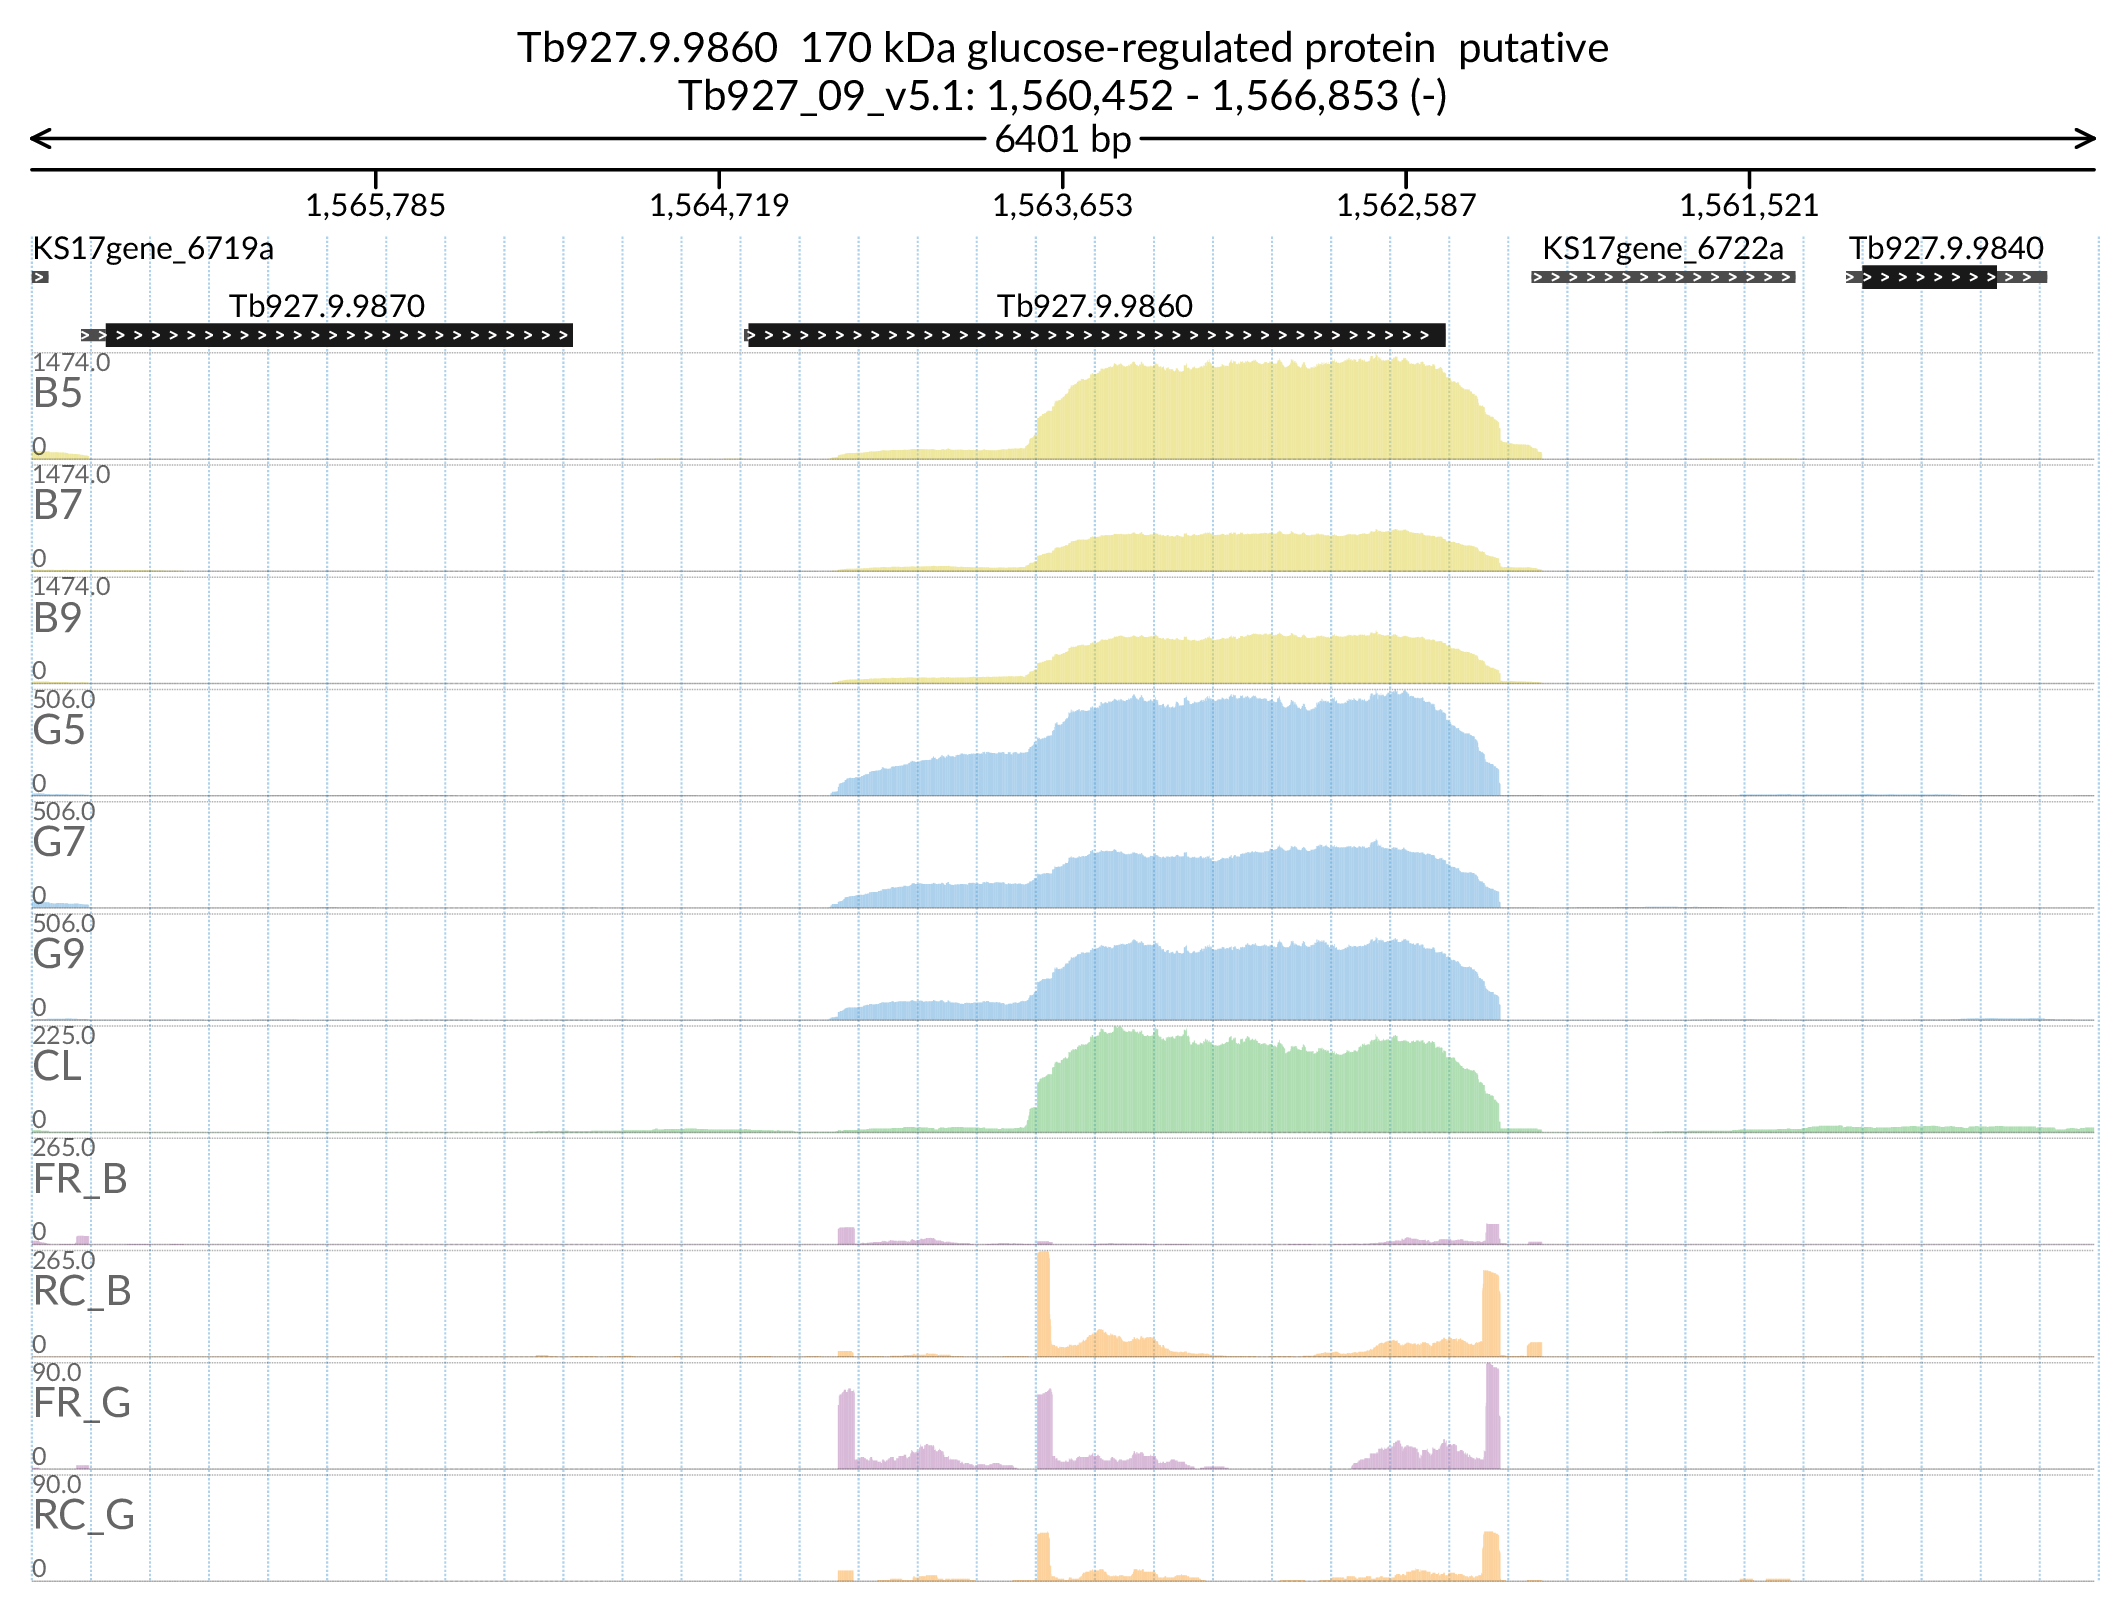 Tb927.9.9860  170 kDa glucose-regulated protein  putative
Tb927_09_v5.1: 1,560,452 - 1,566,853 (-)
6401 bp
1,565,785 1,564,719 1,563,653 1,562,587 1,561,521
KS17gene_6719a KS17gene_6722a Tb927.9.9840
Tb927.9.9870 Tb927.9.9860
1474.0
B5
0
1474.0
B7
0
1474.0
B9
0
506.0
G5
0
506.0
G7
0
506.0
G9
0
225.0
CL
0
265.0
FR_B
0
265.0
RC_B
0
90.0
FR_G
0
90.0
RC_G
0